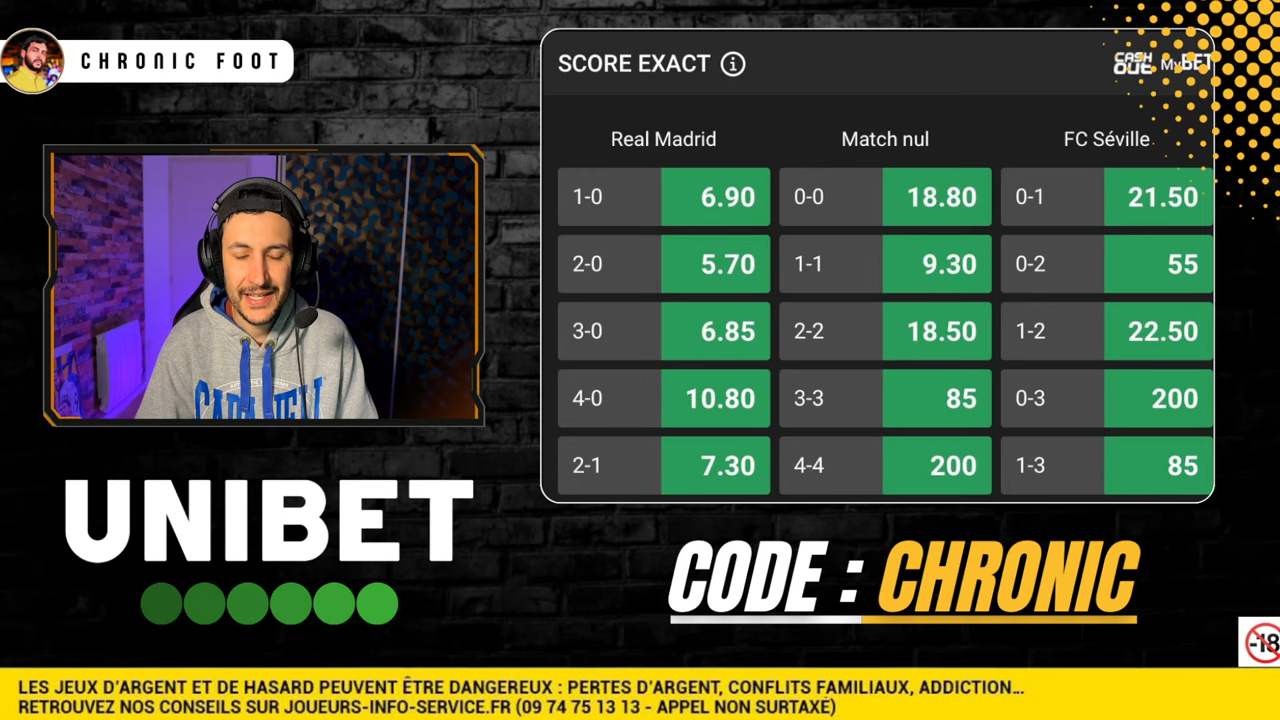 CHRONIC FOOT
SCORE EXACT
CASH OUT MyBET
Real Madrid Match nul FC Séville
1-0 6.90 0-0 18.80 0-1 21.50
2-0 5.70 1-1 9.30 0-2 55
3-0 6.85 2-2 18.50 1-2 22.50
4-0 10.80 3-3 85 0-3 200
2-1 7.30 4-4 200 1-3 85
UNIBET
CODE : CHRONIC
-18
LES JEUX D'ARGENT ET DE HASARD PEUVENT ÊTRE DANGEREUX : PERTES D'ARGENT, CONFLITS FAMILIAUX, ADDICTION...
RETROUVEZ NOS CONSEILS SUR JOUEURS-INFO-SERVICE.FR (09 74 75 13 13 - APPEL NON SURTAXÉ)